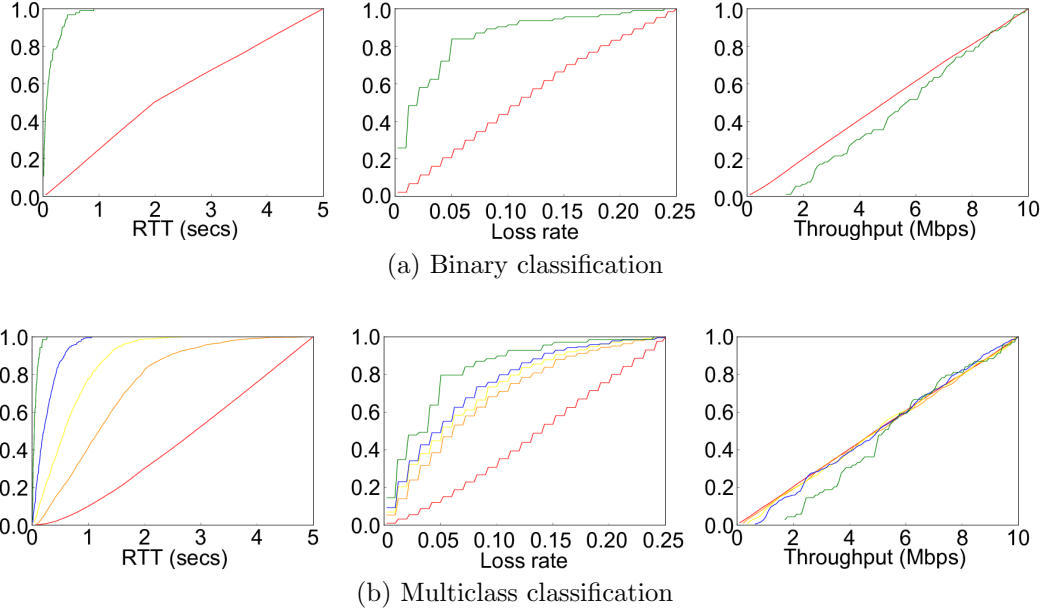 1.0
0.8
0.6
0.4
0.2
0.0
0 1 2 3 4 5
RTT (secs)
1.0
0.8
0.6
0.4
0.2
0.0
0 0.05 0.10 0.15 0.20 0.25
Loss rate
1.0
0.8
0.6
0.4
0.2
0.0
0 2 4 6 8 10
Throughput (Mbps)
(a) Binary classification
1.0
0.8
0.6
0.4
0.2
0.0
0 1 2 3 4 5
RTT (secs)
1.0
0.8
0.6
0.4
0.2
0.0
0 0.05 0.10 0.15 0.20 0.25
Loss rate
1.0
0.8
0.6
0.4
0.2
0.0
0 2 4 6 8 10
Throughput (Mbps)
(b) Multiclass classification